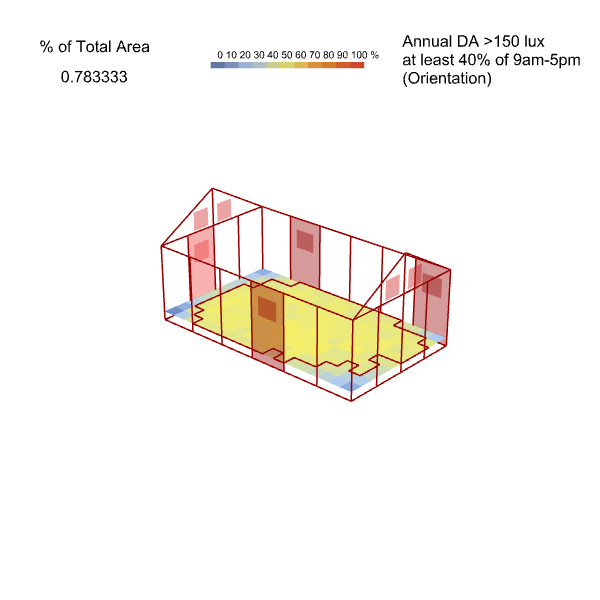 % of Total Area
0.783333
0 10 20 30 40 50 60 70 80 90 100 %
Annual DA >150 lux
at least 40% of 9am-5pm
(Orientation)